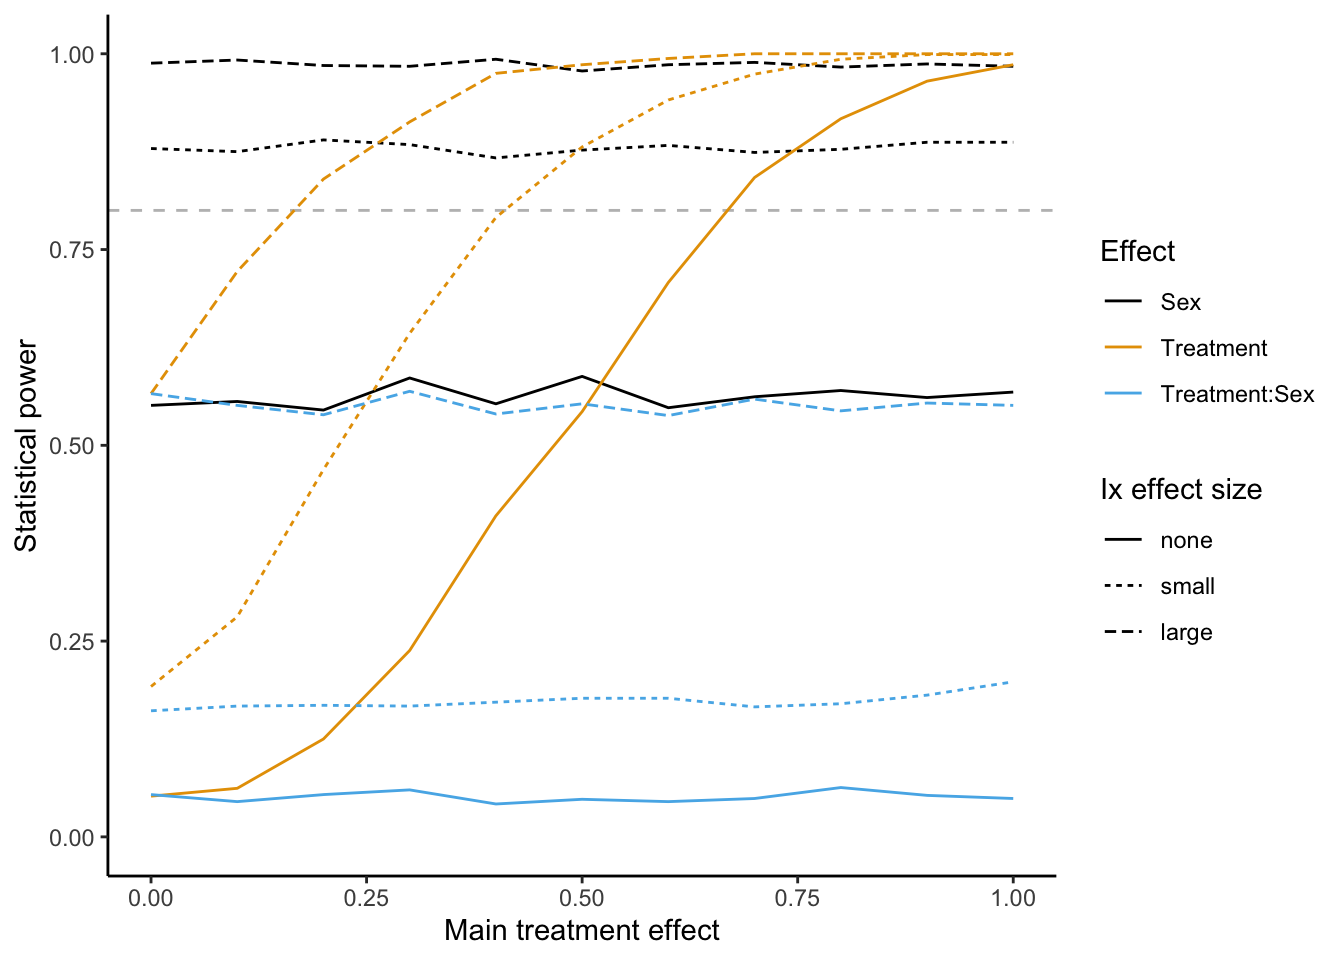 1.00
0.75
0.50
0.25
0.00
Statistical power
0.00 0.25 0.50 0.75 1.00
Main treatment effect
Effect
Sex
Treatment
Treatment:Sex
Ix effect size
none
small
large